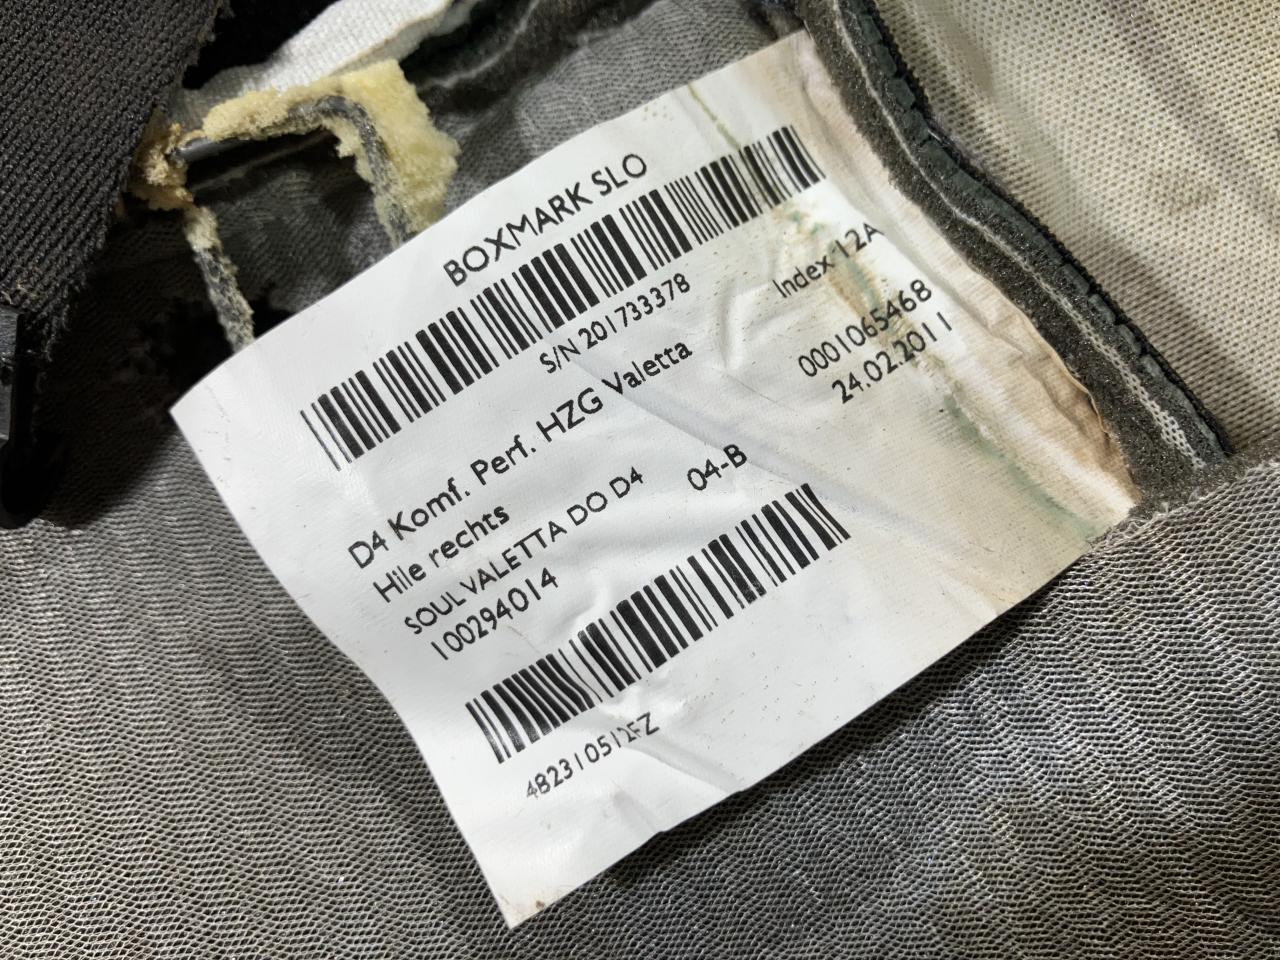 BOXMARK SLO
S/N 201733378
Index 12A
D4 Komf. Perf. HZG Valetta
0001065468
Hile rechts
24.02.2011
SOUL VALETTA DO D4
04-B
100294014
482310512FZ